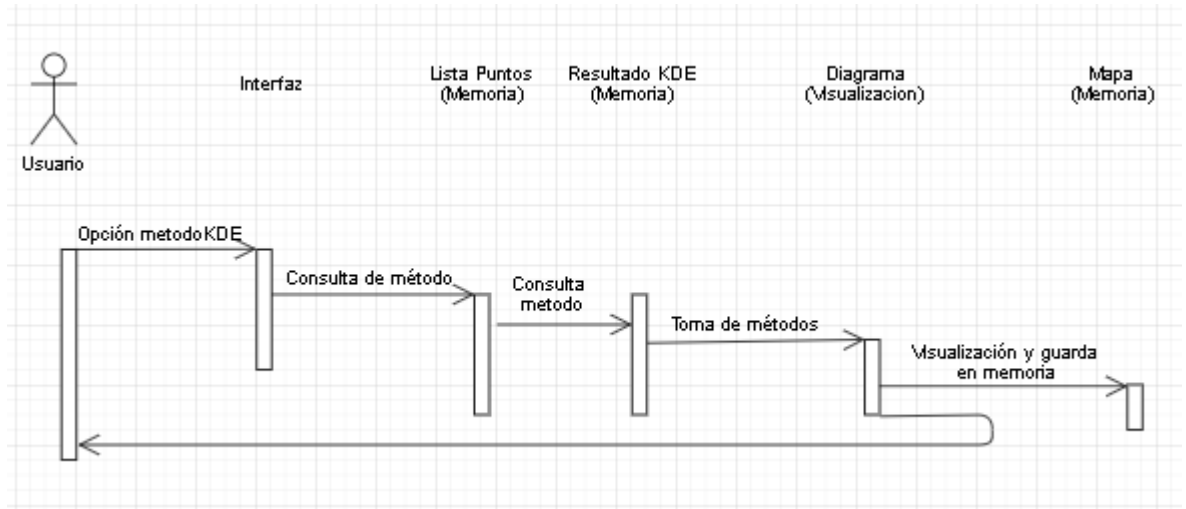 Usuario
Interfaz
Lista Puntos
(Memoria)
Resultado KDE
(Memoria)
Diagrama
(Visualizacion)
Mapa
(Memoria)
Opción metodoKDE
Consulta de método
Consulta
metodo
Toma de métodos
Visualización y guarda
en memoria